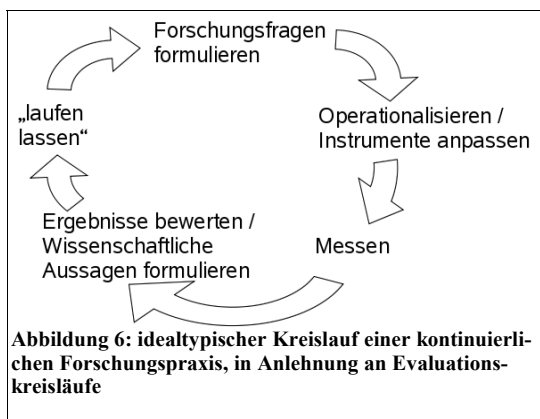 Forschungsfragen
formulieren
Operationalisieren /
Instrumente anpassen
Messen
Ergebnisse bewerten /
Wissenschaftliche
Aussagen formulieren
„laufen
lassen“
Abbildung 6: idealtypischer Kreislauf einer kontinuierli-
chen Forschungspraxis, in Anlehnung an Evaluations-
kreisläufe